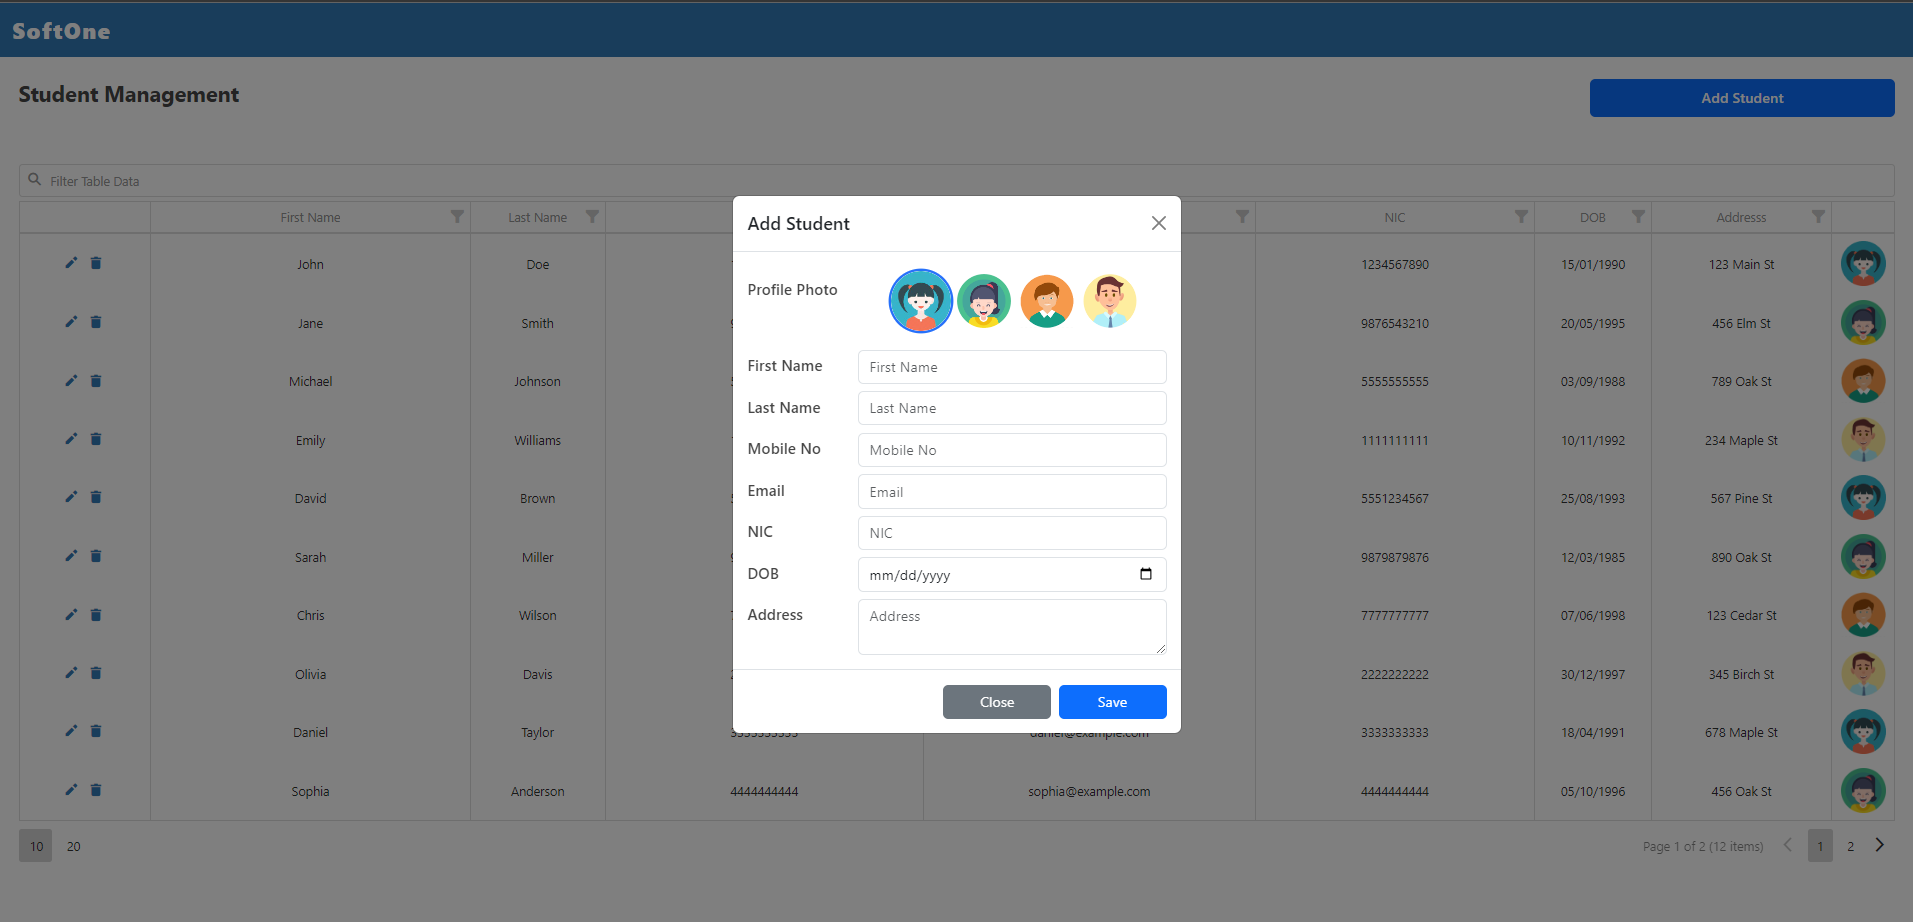 SoftOne
Student Management
Add Student
Filter Table Data
First Name Last Name NIC DOB Addresss
John Doe 1234567890 15/01/1990 123 Main St
Jane Smith 9876543210 20/05/1995 456 Elm St
Michael Johnson 5555555555 03/09/1988 789 Oak St
Emily Williams 1111111111 10/11/1992 234 Maple St
David Brown 5551234567 25/08/1993 567 Pine St
Sarah Miller 9879879876 12/03/1985 890 Oak St
Chris Wilson 7777777777 07/06/1998 123 Cedar St
Olivia Davis 2222222222 30/12/1997 345 Birch St
Daniel Taylor 3333333333 daniel@example.com 3333333333 18/04/1991 678 Maple St
Sophia Anderson 4444444444 sophia@example.com 4444444444 05/10/1996 456 Oak St
10 20
Page 1 of 2 (12 items) 1 2
Add Student
Profile Photo
First Name First Name
Last Name Last Name
Mobile No Mobile No
Email Email
NIC NIC
DOB mm/dd/yyyy
Address Address
Close Save